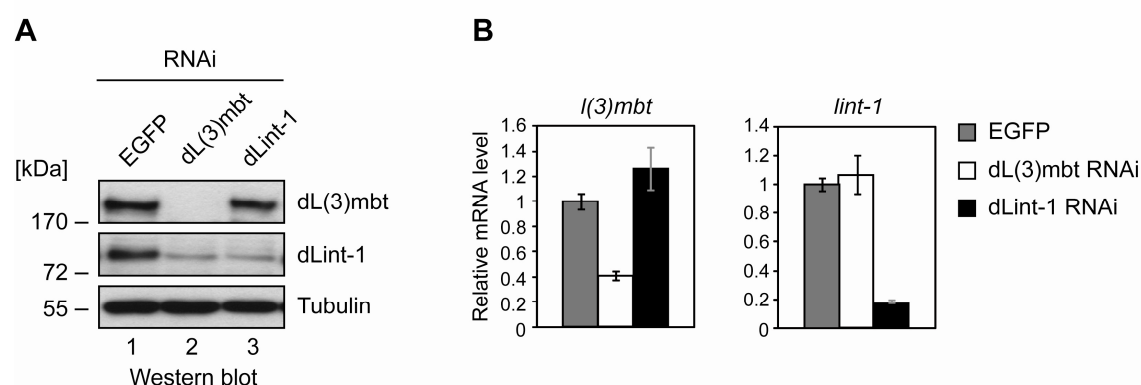 A
RNAi
EGFP
dL(3)mbt
dLint-1
[kDa]
dL(3)mbt
170
dLint-1
72
55
Tubulin
1 2 3
Western blot
B
l(3)mbt
Relative mRNA level
1.6
1.4
1.2
1
0.8
0.6
0.4
0.2
0
lint-1
1.4
1.2
1
0.8
0.6
0.4
0.2
0
EGFP
dL(3)mbt RNAi
dLint-1 RNAi